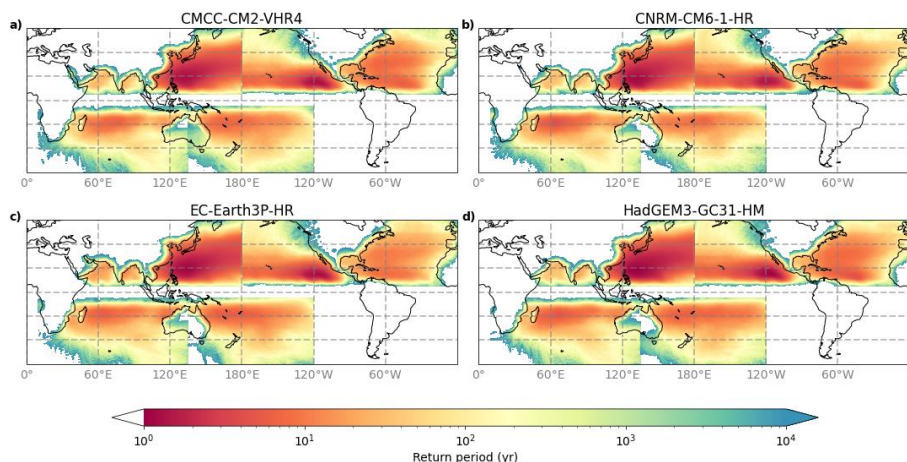 a) CMCC-CM2-VHR4
b) CNRM-CM6-1-HR
0° 60°E 120°E 180° 120°W 60°W
0° 60°E 120°E 180° 120°W 60°W
c) EC-Earth3P-HR
d) HadGEM3-GC31-HM
0° 60°E 120°E 180° 120°W 60°W
0° 60°E 120°E 180° 120°W 60°W
10⁰ 10¹ 10² 10³ 10⁴
Return period (yr)